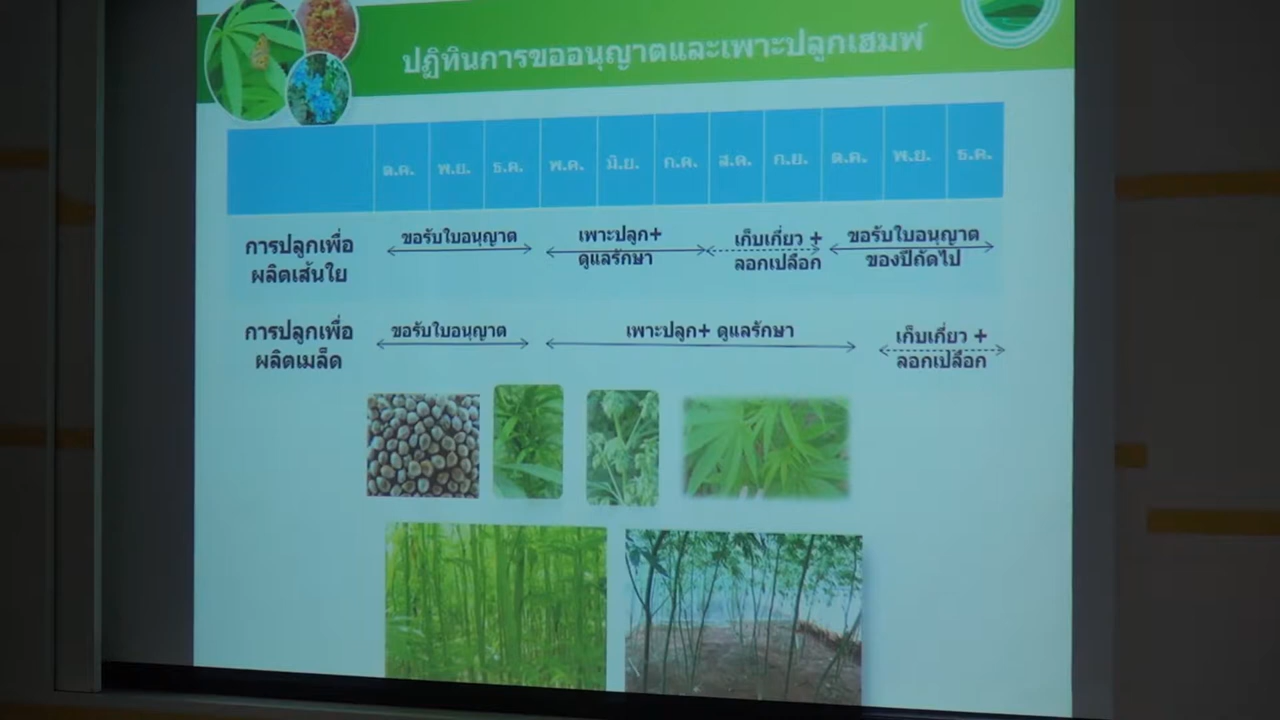 ปฏิทินการขออนุญาตและเพาะปลูกเฮมพ์
ต.ค. พ.ย. ธ.ค. พ.ค. มิ.ย. ก.ค. ส.ค. ก.ย. ต.ค. พ.ย. ธ.ค.
การปลูกเพื่อ
ผลิตเส้นใย
ขอรับใบอนุญาต
เพาะปลูก+
ดูแลรักษา
เก็บเกี่ยว +
ลอกเปลือก
ขอรับใบอนุญาต
ของปีถัดไป
การปลูกเพื่อ
ผลิตเมล็ด
ขอรับใบอนุญาต
เพาะปลูก+ ดูแลรักษา
เก็บเกี่ยว +
ลอกเปลือก